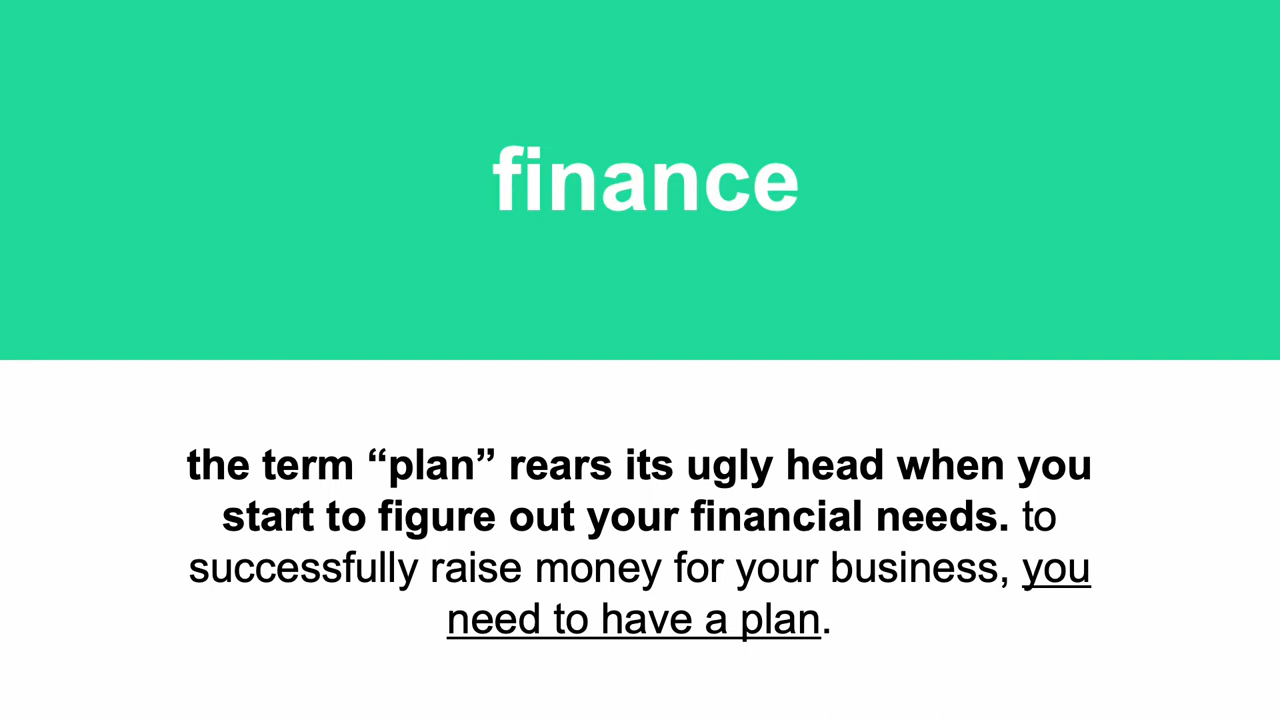 finance
the term “plan” rears its ugly head when you
start to figure out your financial needs. to
successfully raise money for your business, you
need to have a plan.